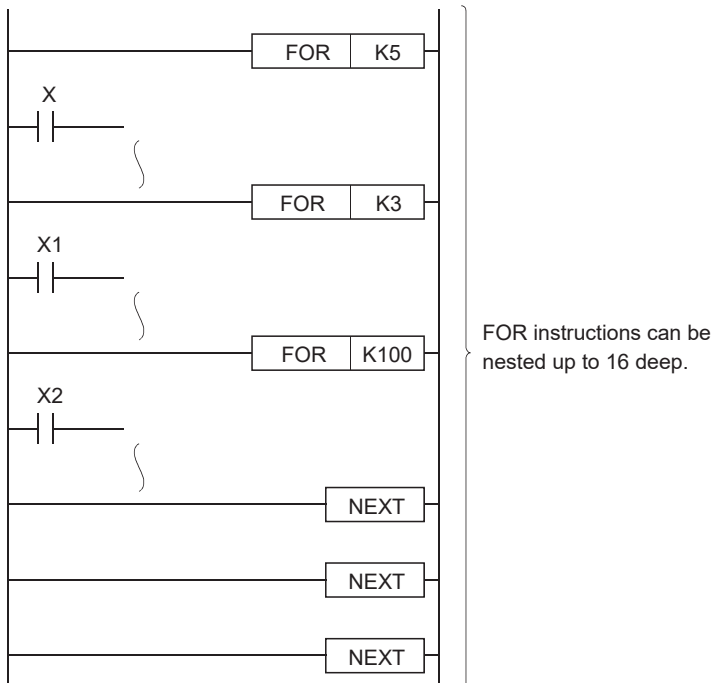 FOR K5
X
FOR K3
X1
FOR K100
FOR instructions can be
nested up to 16 deep.
X2
NEXT
NEXT
NEXT